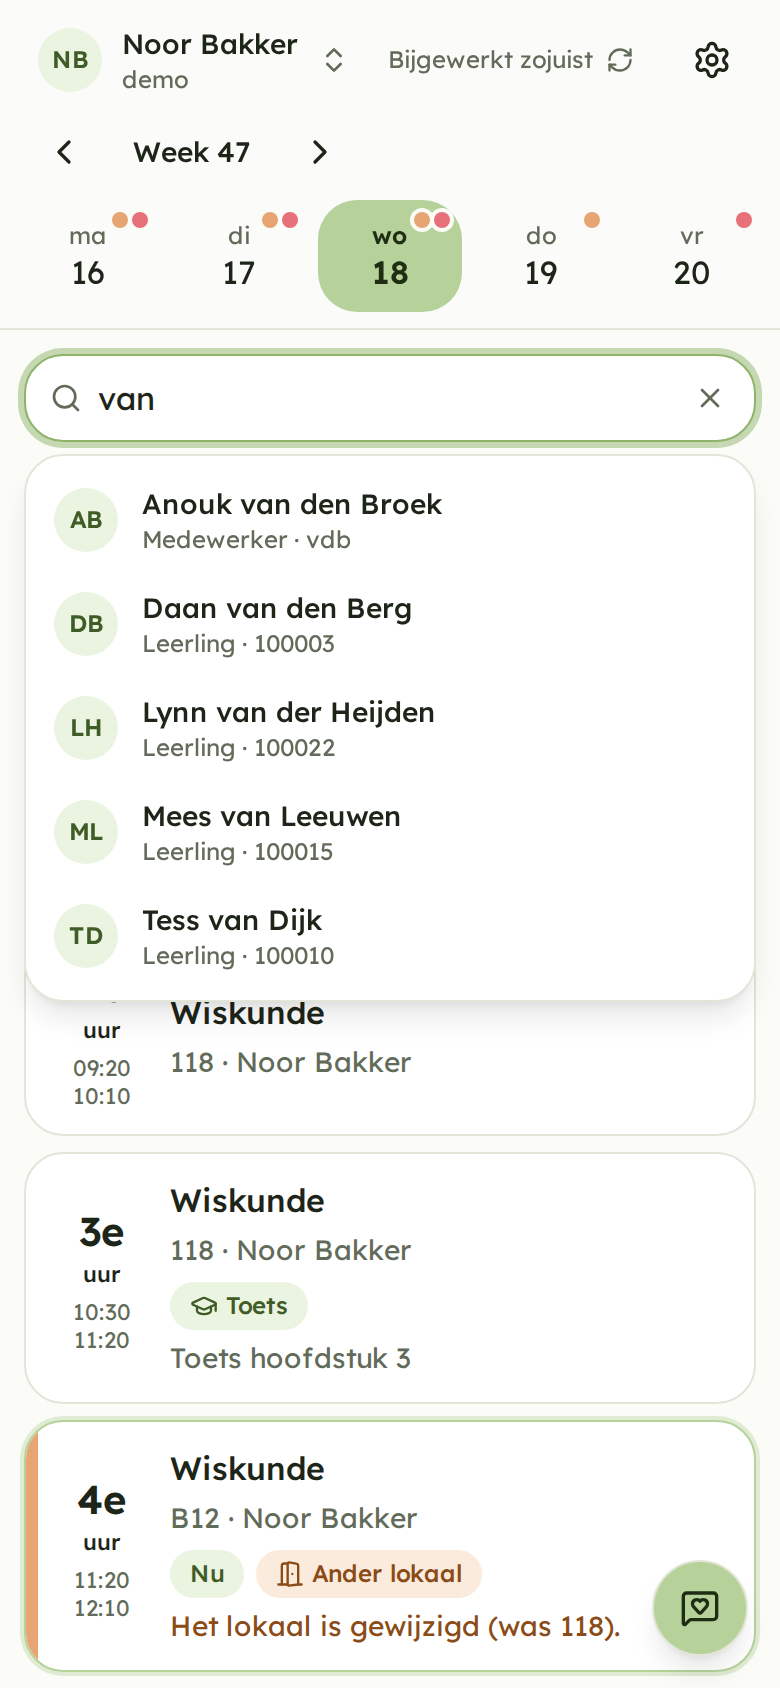 NB
Noor Bakker
demo
Bijgewerkt zojuist
Week 47
ma
16
di
17
wo
18
do
19
vr
20
van
AB
Anouk van den Broek
Medewerker · vdb
DB
Daan van den Berg
Leerling · 100003
LH
Lynn van der Heijden
Leerling · 100022
ML
Mees van Leeuwen
Leerling · 100015
TD
Tess van Dijk
Leerling · 100010
uur
09:20
10:10
Wiskunde
118 · Noor Bakker
3e
uur
10:30
11:20
Wiskunde
118 · Noor Bakker
Toets
Toets hoofdstuk 3
4e
uur
11:20
12:10
Wiskunde
B12 · Noor Bakker
Nu
Ander lokaal
Het lokaal is gewijzigd (was 118).